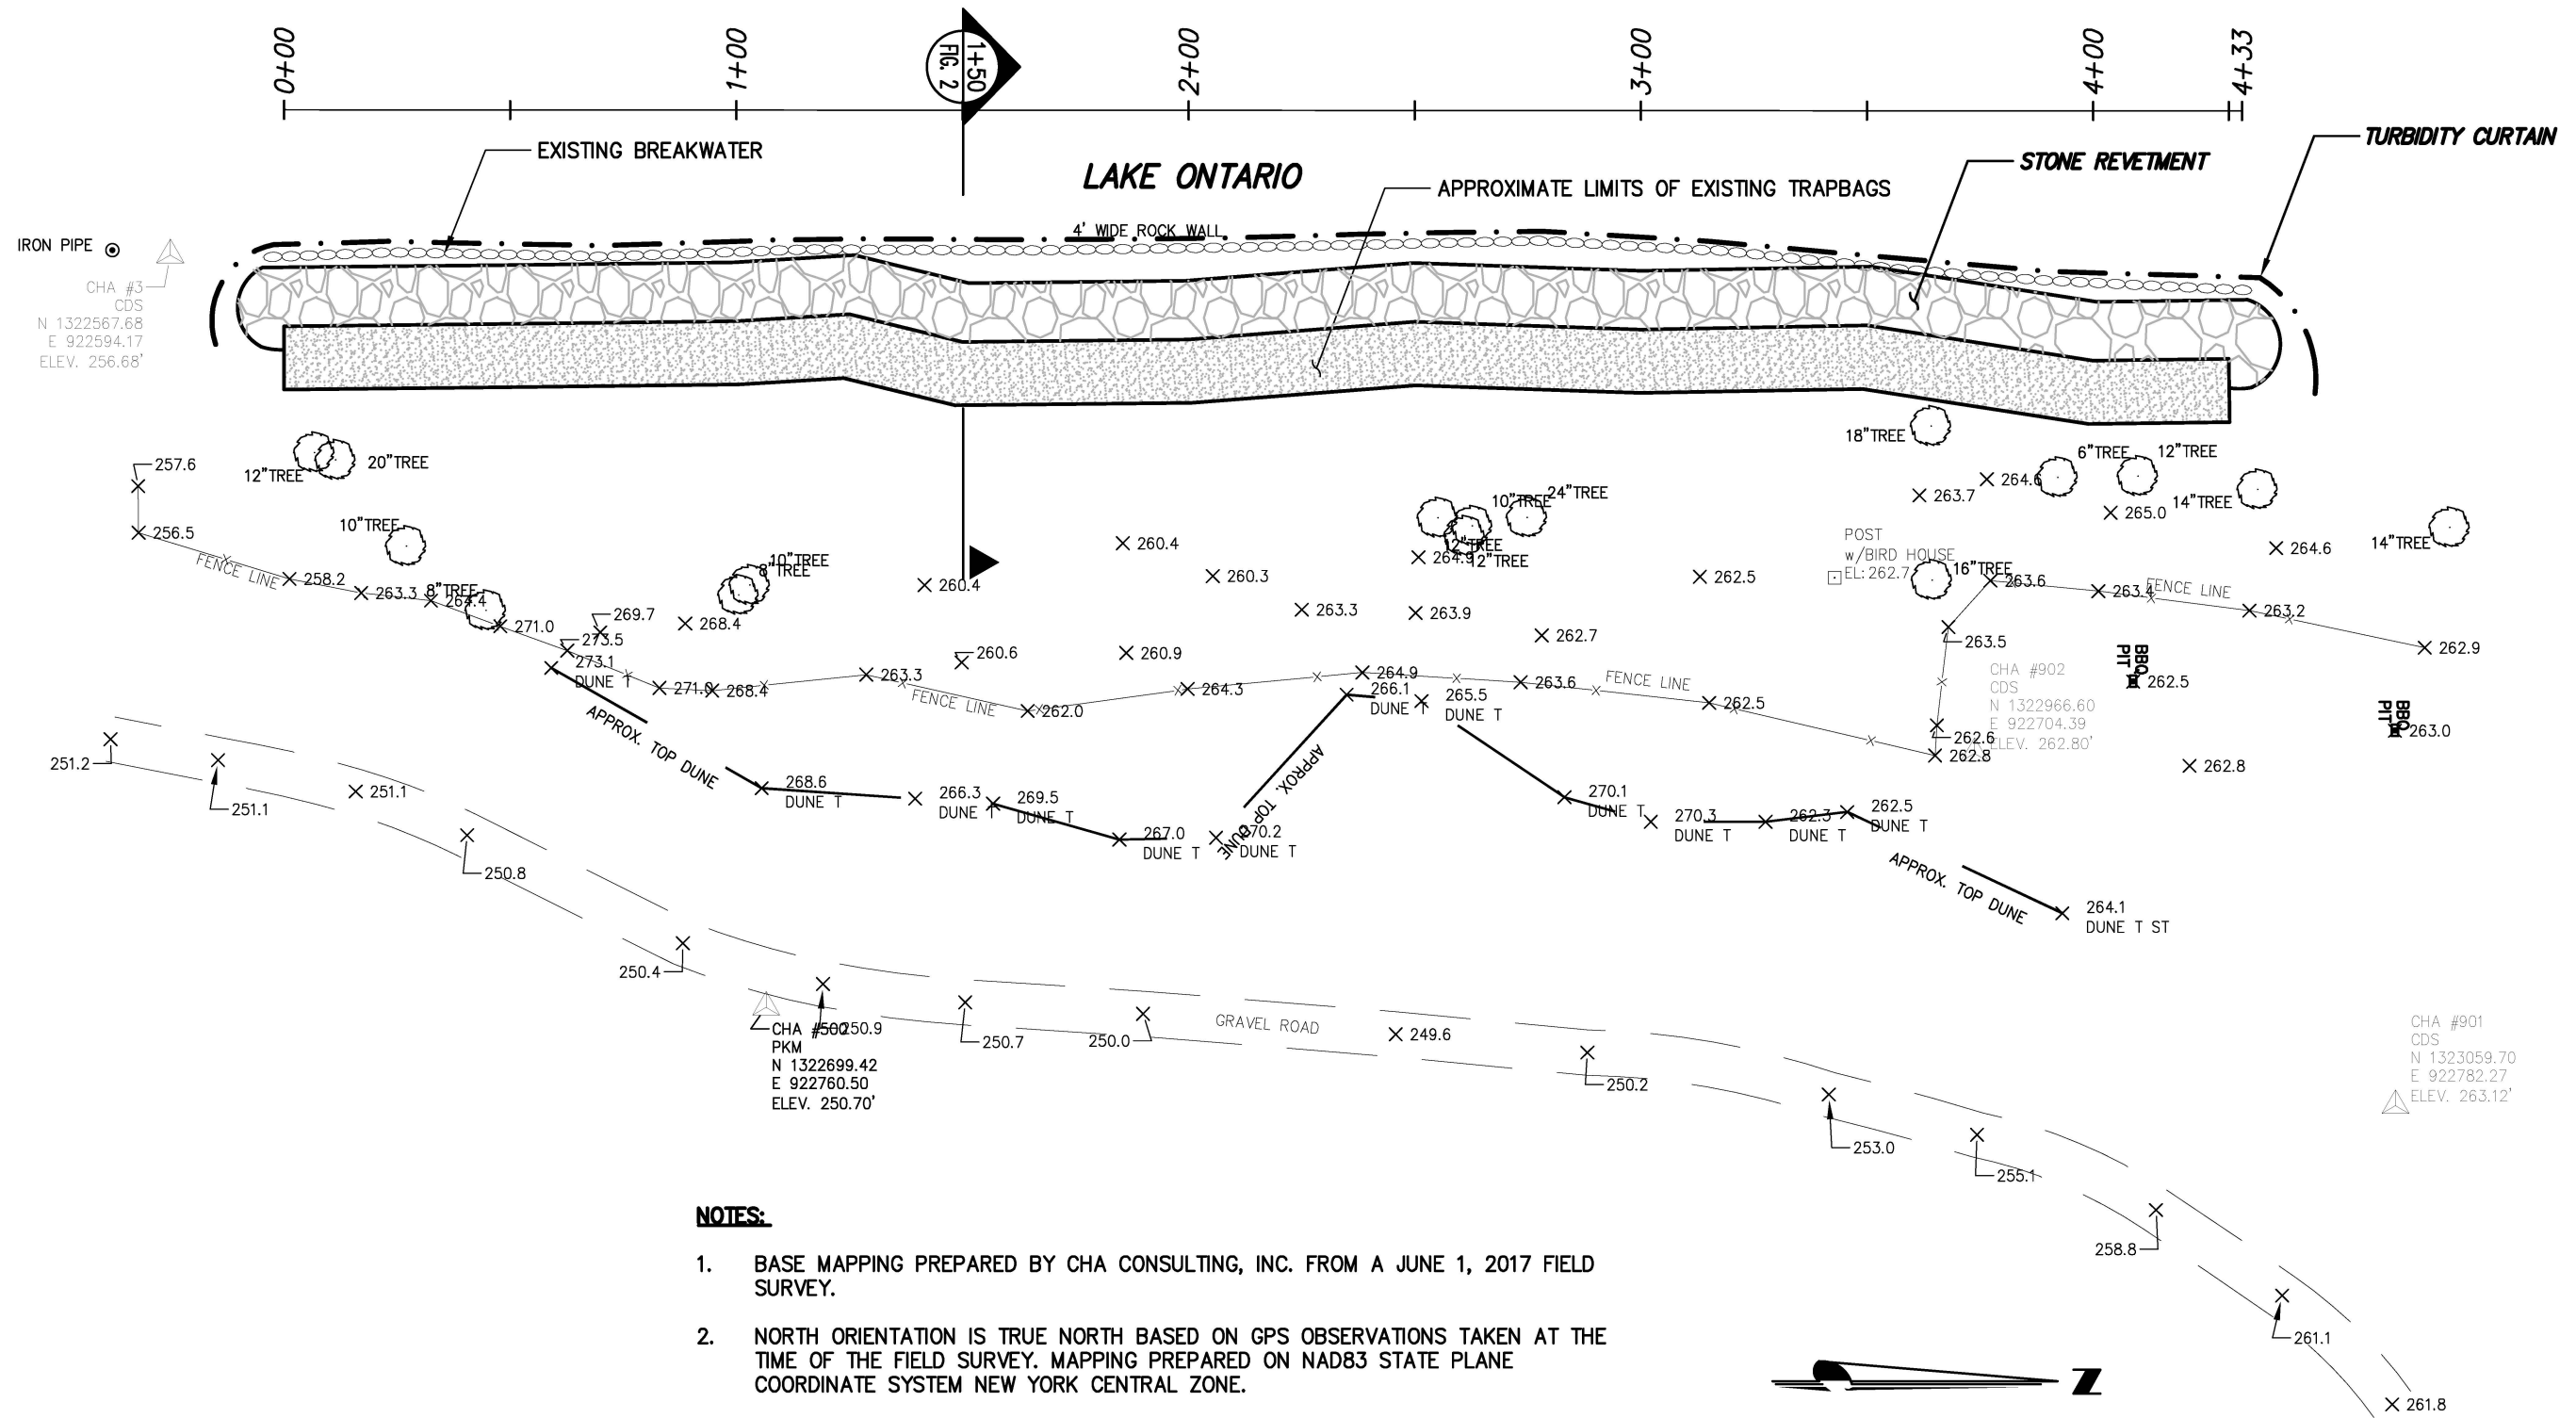 0+00
1+00
2+00
3+00
4+00
4+33
1+50
FIG. 2
EXISTING BREAKWATER
LAKE ONTARIO
APPROXIMATE LIMITS OF EXISTING TRAPBAGS
STONE REVETMENT
TURBIDITY CURTAIN
4' WIDE ROCK WALL
IRON PIPE
CHA #3
CDS
N 1322567.68
E 922594.17
ELEV. 256.68'
257.6
256.5
12"TREE
20"TREE
10"TREE
FENCE LINE
258.2
263.3
8"TREE
264.4
271.0
273.5
269.7
268.4
10"TREE
8"TREE
273.1
DUNE T
271.0
268.4
263.3
FENCE LINE
262.0
260.4
260.6
260.4
260.3
260.9
264.3
263.3
264.9
263.9
10"TREE
24"TREE
12"TREE
12"TREE
262.7
264.9
266.1
DUNE T
265.5
DUNE T
263.6
FENCE LINE
262.5
262.5
18"TREE
263.7
264.6
6"TREE
12"TREE
265.0
14"TREE
264.6
14"TREE
POST
w/BIRD HOUSE
EL: 262.7
16"TREE
263.6
263.4
FENCE LINE
263.2
262.9
263.5
262.6
262.8
CHA #902
CDS
N 1322966.60
E 922704.39
ELEV. 262.80'
BBQ
PIT
262.5
BBQ
PIT
263.0
262.8
APPROX. TOP DUNE
268.6
DUNE T
266.3
DUNE T
269.5
DUNE T
267.0
DUNE T
270.2
DUNE T
APPROX. TOP DUNE
270.1
DUNE T
270.3
DUNE T
262.3
DUNE T
262.5
DUNE T
APPROX. TOP DUNE
264.1
DUNE T ST
251.2
251.1
251.1
250.8
250.4
CHA #500
PKM
N 1322699.42
E 922760.50
ELEV. 250.70'
250.9
250.7
250.0
GRAVEL ROAD
249.6
250.2
253.0
255.1
258.8
261.1
261.8
CHA #901
CDS
N 1323059.70
E 922782.27
ELEV. 263.12'
NOTES:
1. BASE MAPPING PREPARED BY CHA CONSULTING, INC. FROM A JUNE 1, 2017 FIELD
SURVEY.
2. NORTH ORIENTATION IS TRUE NORTH BASED ON GPS OBSERVATIONS TAKEN AT THE
TIME OF THE FIELD SURVEY. MAPPING PREPARED ON NAD83 STATE PLANE
COORDINATE SYSTEM NEW YORK CENTRAL ZONE.
N